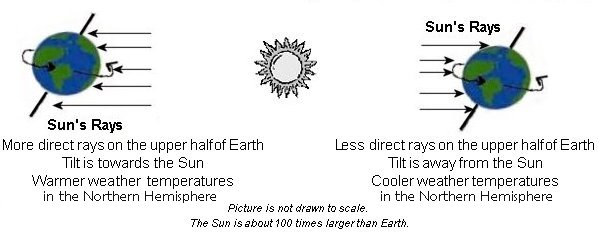 Sun's Rays
Sun's Rays
More direct rays on the upper half of Earth
Tilt is towards the Sun
Warmer weather temperatures
in the Northern Hemisphere
Less direct rays on the upper half of Earth
Tilt is away from the Sun
Cooler weather temperatures
in the Northern Hemisphere
Picture is not drawn to scale.
The Sun is about 100 times larger than Earth.